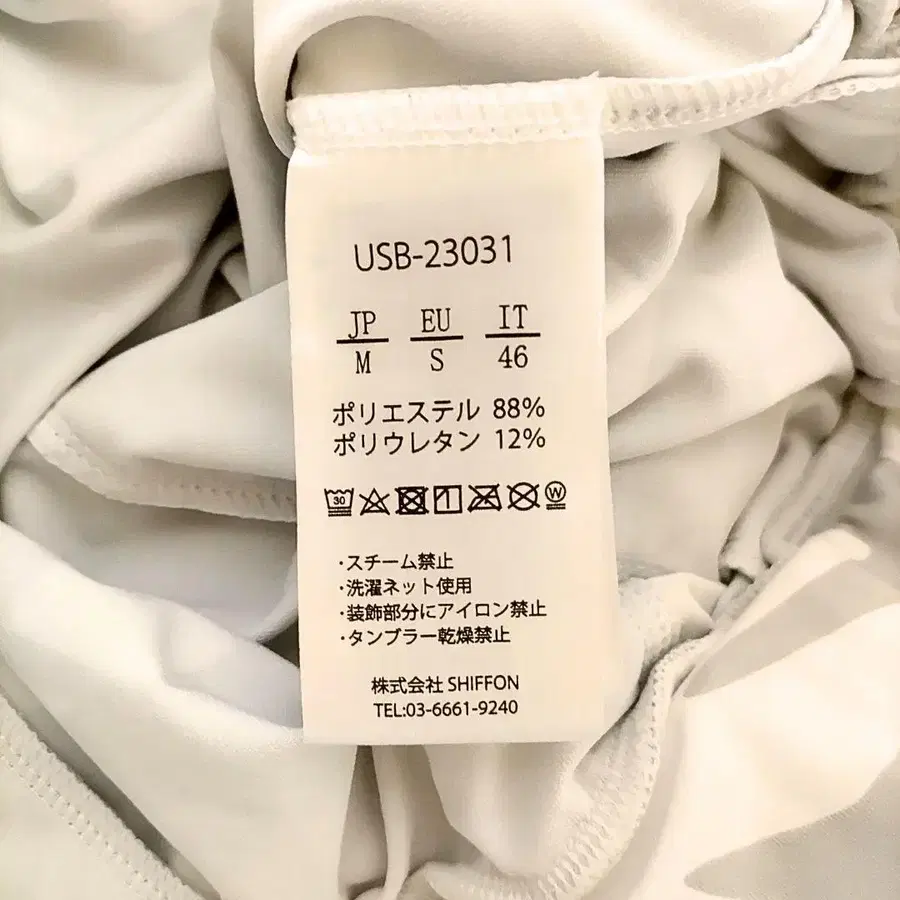 USB-23031
JP EU IT
M S 46
ポリエステル 88%
ポリウレタン 12%
30 W
・スチーム禁止
・洗濯ネット使用
・装飾部分にアイロン禁止
・タンブラー乾燥禁止
株式会社 SHIFFON
TEL:03-6661-9240